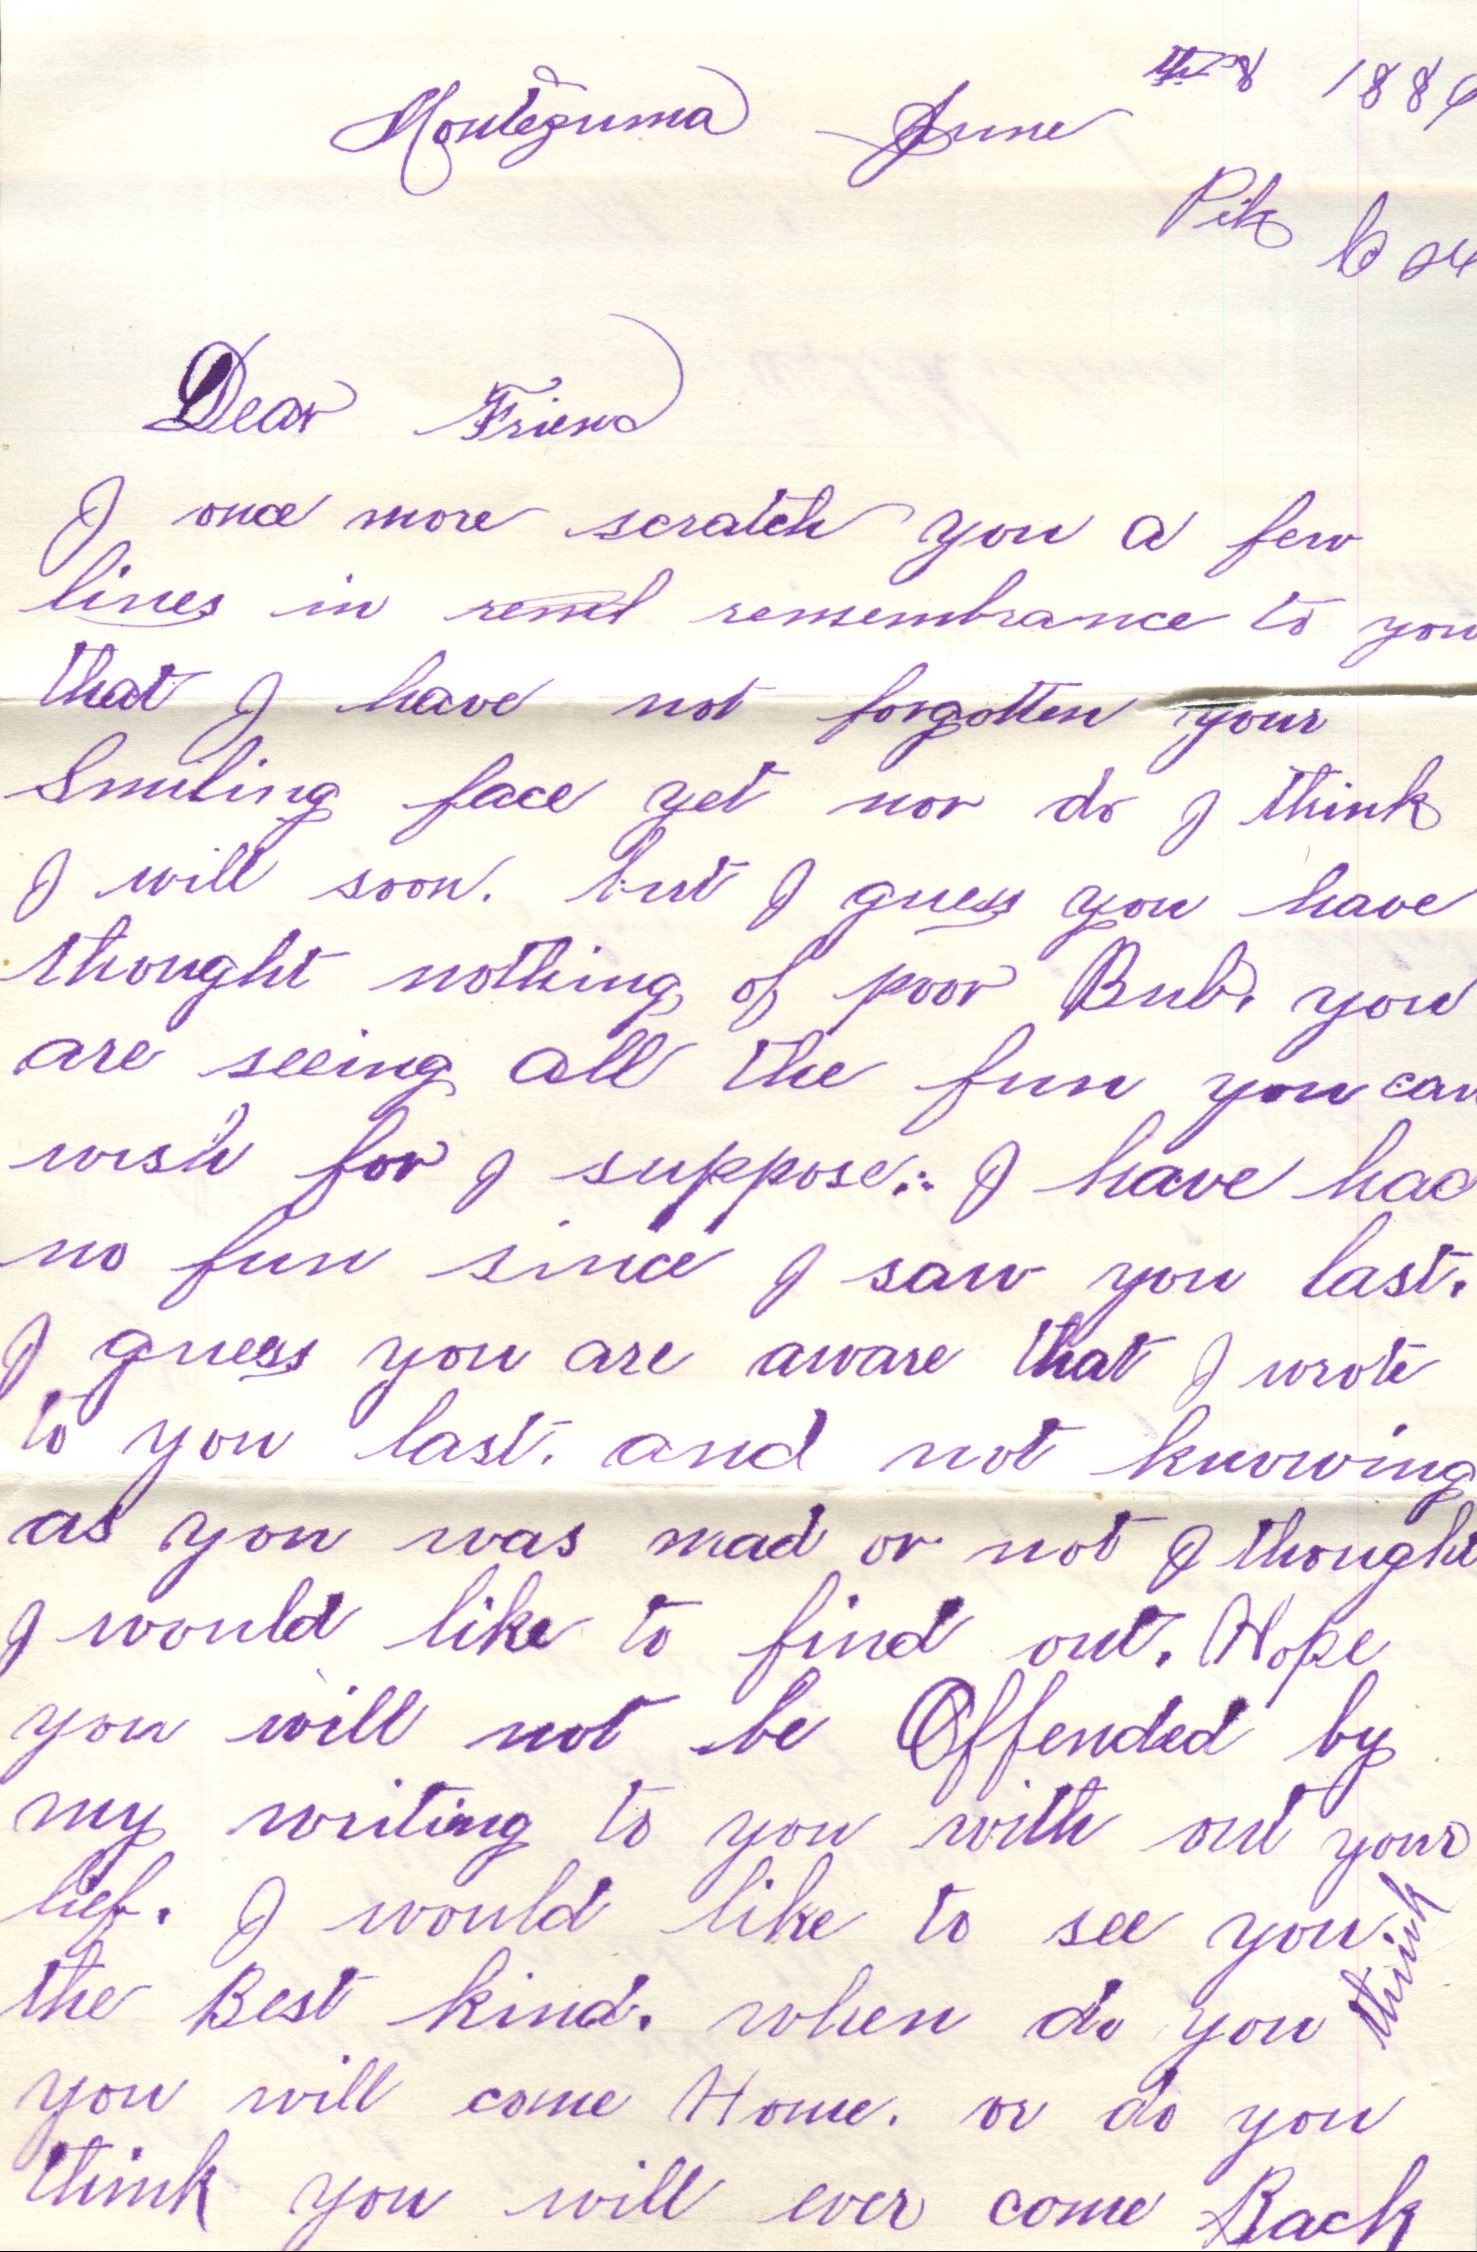 Montezuma June th 8 1886
Pik Co
Dear Friend
I once more scratch you a few
lines in remembrance to you
that I have not forgotten your
Smiling face yet nor do I think
I will soon. but I guess you have
thought nothing of poor Bub. you
are seeing all the fun you can
wish for I suppose. I have had
no fun since I saw you last.
I guess you are aware that I wrote
to you last. and not knowing
as you was mad or not I thought
I would like to find out. Hope
you will not be Offended by
my writing to you with out your
lief. I would like to see you.
the Best kind. when do you think
you will come Home. or do you
think you will ever come Back